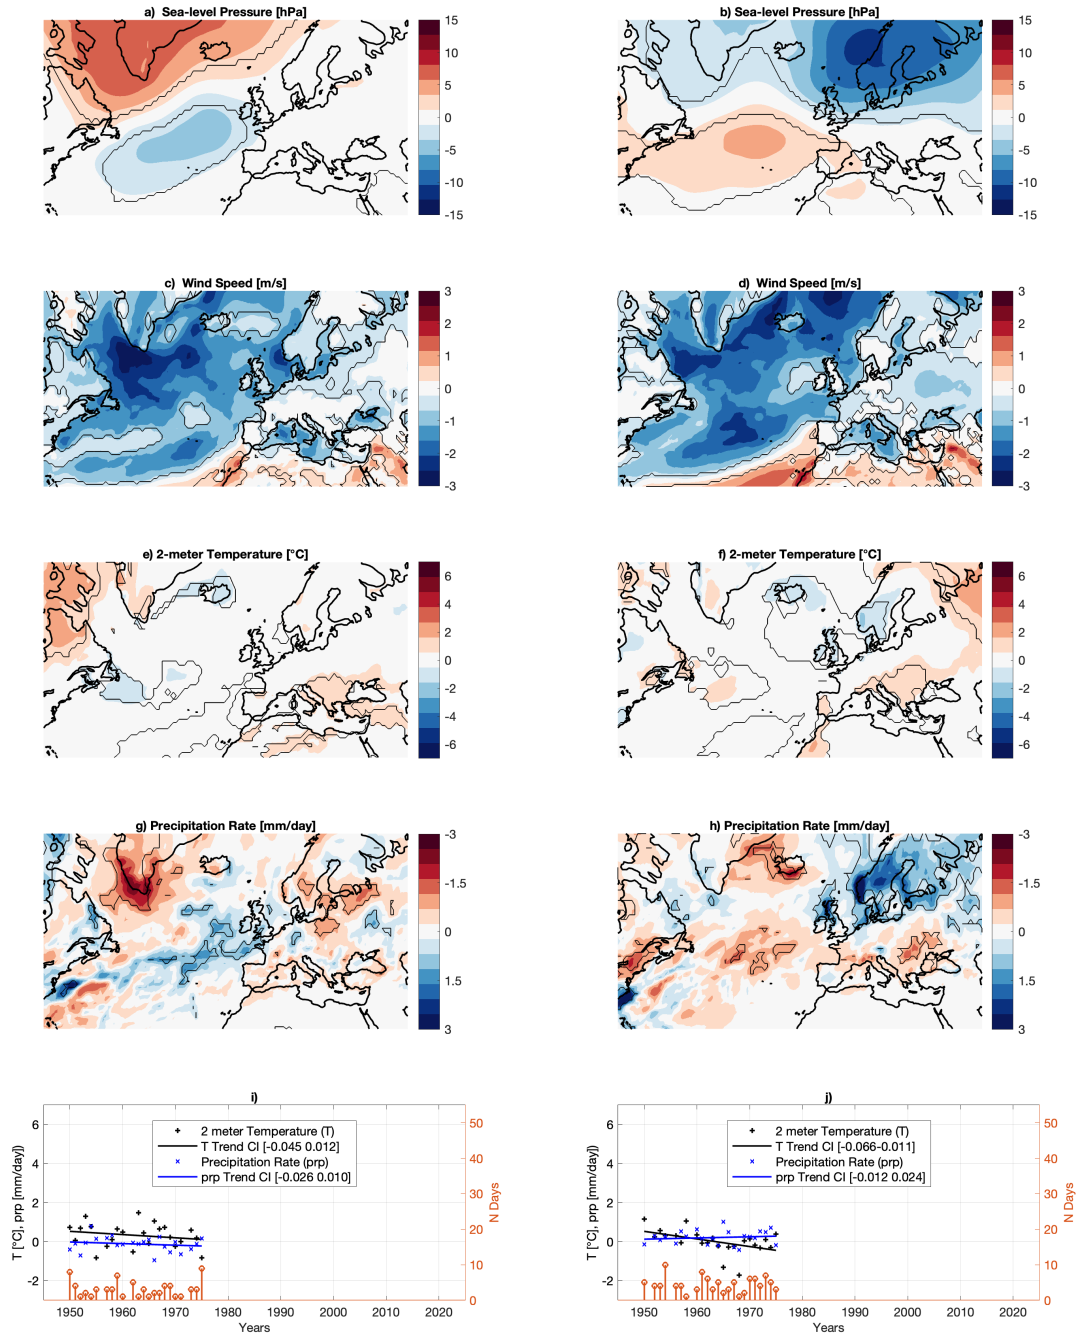 a)  Sea-level Pressure [hPa]
15
10
5
0
-5
-10
-15
b) Sea-level Pressure [hPa]
15
10
5
0
-5
-10
-15
c)  Wind Speed [m/s]
3
2
1
0
-1
-2
-3
d)  Wind Speed [m/s]
3
2
1
0
-1
-2
-3
e) 2-meter Temperature [°C]
6
4
2
0
-2
-4
-6
f) 2-meter Temperature [°C]
6
4
2
0
-2
-4
-6
g) Precipitation Rate [mm/day]
-3
-1.5
0
1.5
3
h) Precipitation Rate [mm/day]
-3
-1.5
0
1.5
3
i)
T [°C], prp [mm/day]
6
4
2
0
-2
2 meter Temperature (T)
T Trend CI [-0.045 0.012]
Precipitation Rate (prp)
prp Trend CI [-0.026 0.010]
50
40
30
20
10
0
N Days
1950 1960 1970 1980 1990 2000 2010 2020
Years
j)
T [°C], prp [mm/day]
6
4
2
0
-2
2 meter Temperature (T)
T Trend CI [-0.066-0.011]
Precipitation Rate (prp)
prp Trend CI [-0.012 0.024]
50
40
30
20
10
0
N Days
1950 1960 1970 1980 1990 2000 2010 2020
Years